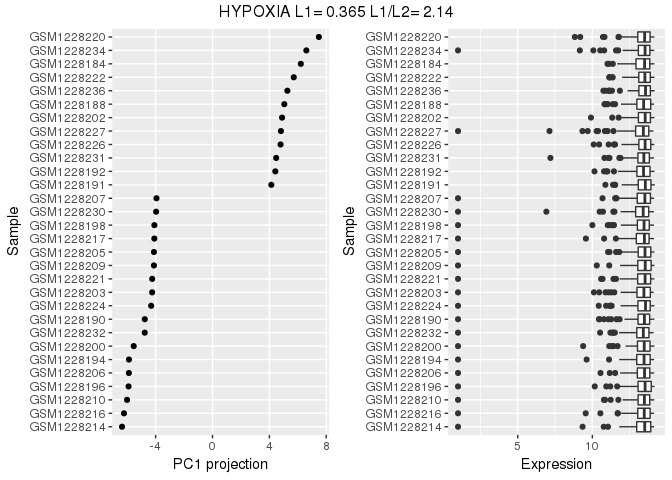 HYPOXIA L1= 0.365 L1/L2= 2.14
Sample
GSM1228220
GSM1228234
GSM1228184
GSM1228222
GSM1228236
GSM1228188
GSM1228202
GSM1228227
GSM1228226
GSM1228231
GSM1228192
GSM1228191
GSM1228207
GSM1228230
GSM1228198
GSM1228217
GSM1228205
GSM1228209
GSM1228221
GSM1228203
GSM1228224
GSM1228190
GSM1228232
GSM1228200
GSM1228194
GSM1228206
GSM1228196
GSM1228210
GSM1228216
GSM1228214
-4 0 4 8
PC1 projection
Sample
GSM1228220
GSM1228234
GSM1228184
GSM1228222
GSM1228236
GSM1228188
GSM1228202
GSM1228227
GSM1228226
GSM1228231
GSM1228192
GSM1228191
GSM1228207
GSM1228230
GSM1228198
GSM1228217
GSM1228205
GSM1228209
GSM1228221
GSM1228203
GSM1228224
GSM1228190
GSM1228232
GSM1228200
GSM1228194
GSM1228206
GSM1228196
GSM1228210
GSM1228216
GSM1228214
5 10
Expression